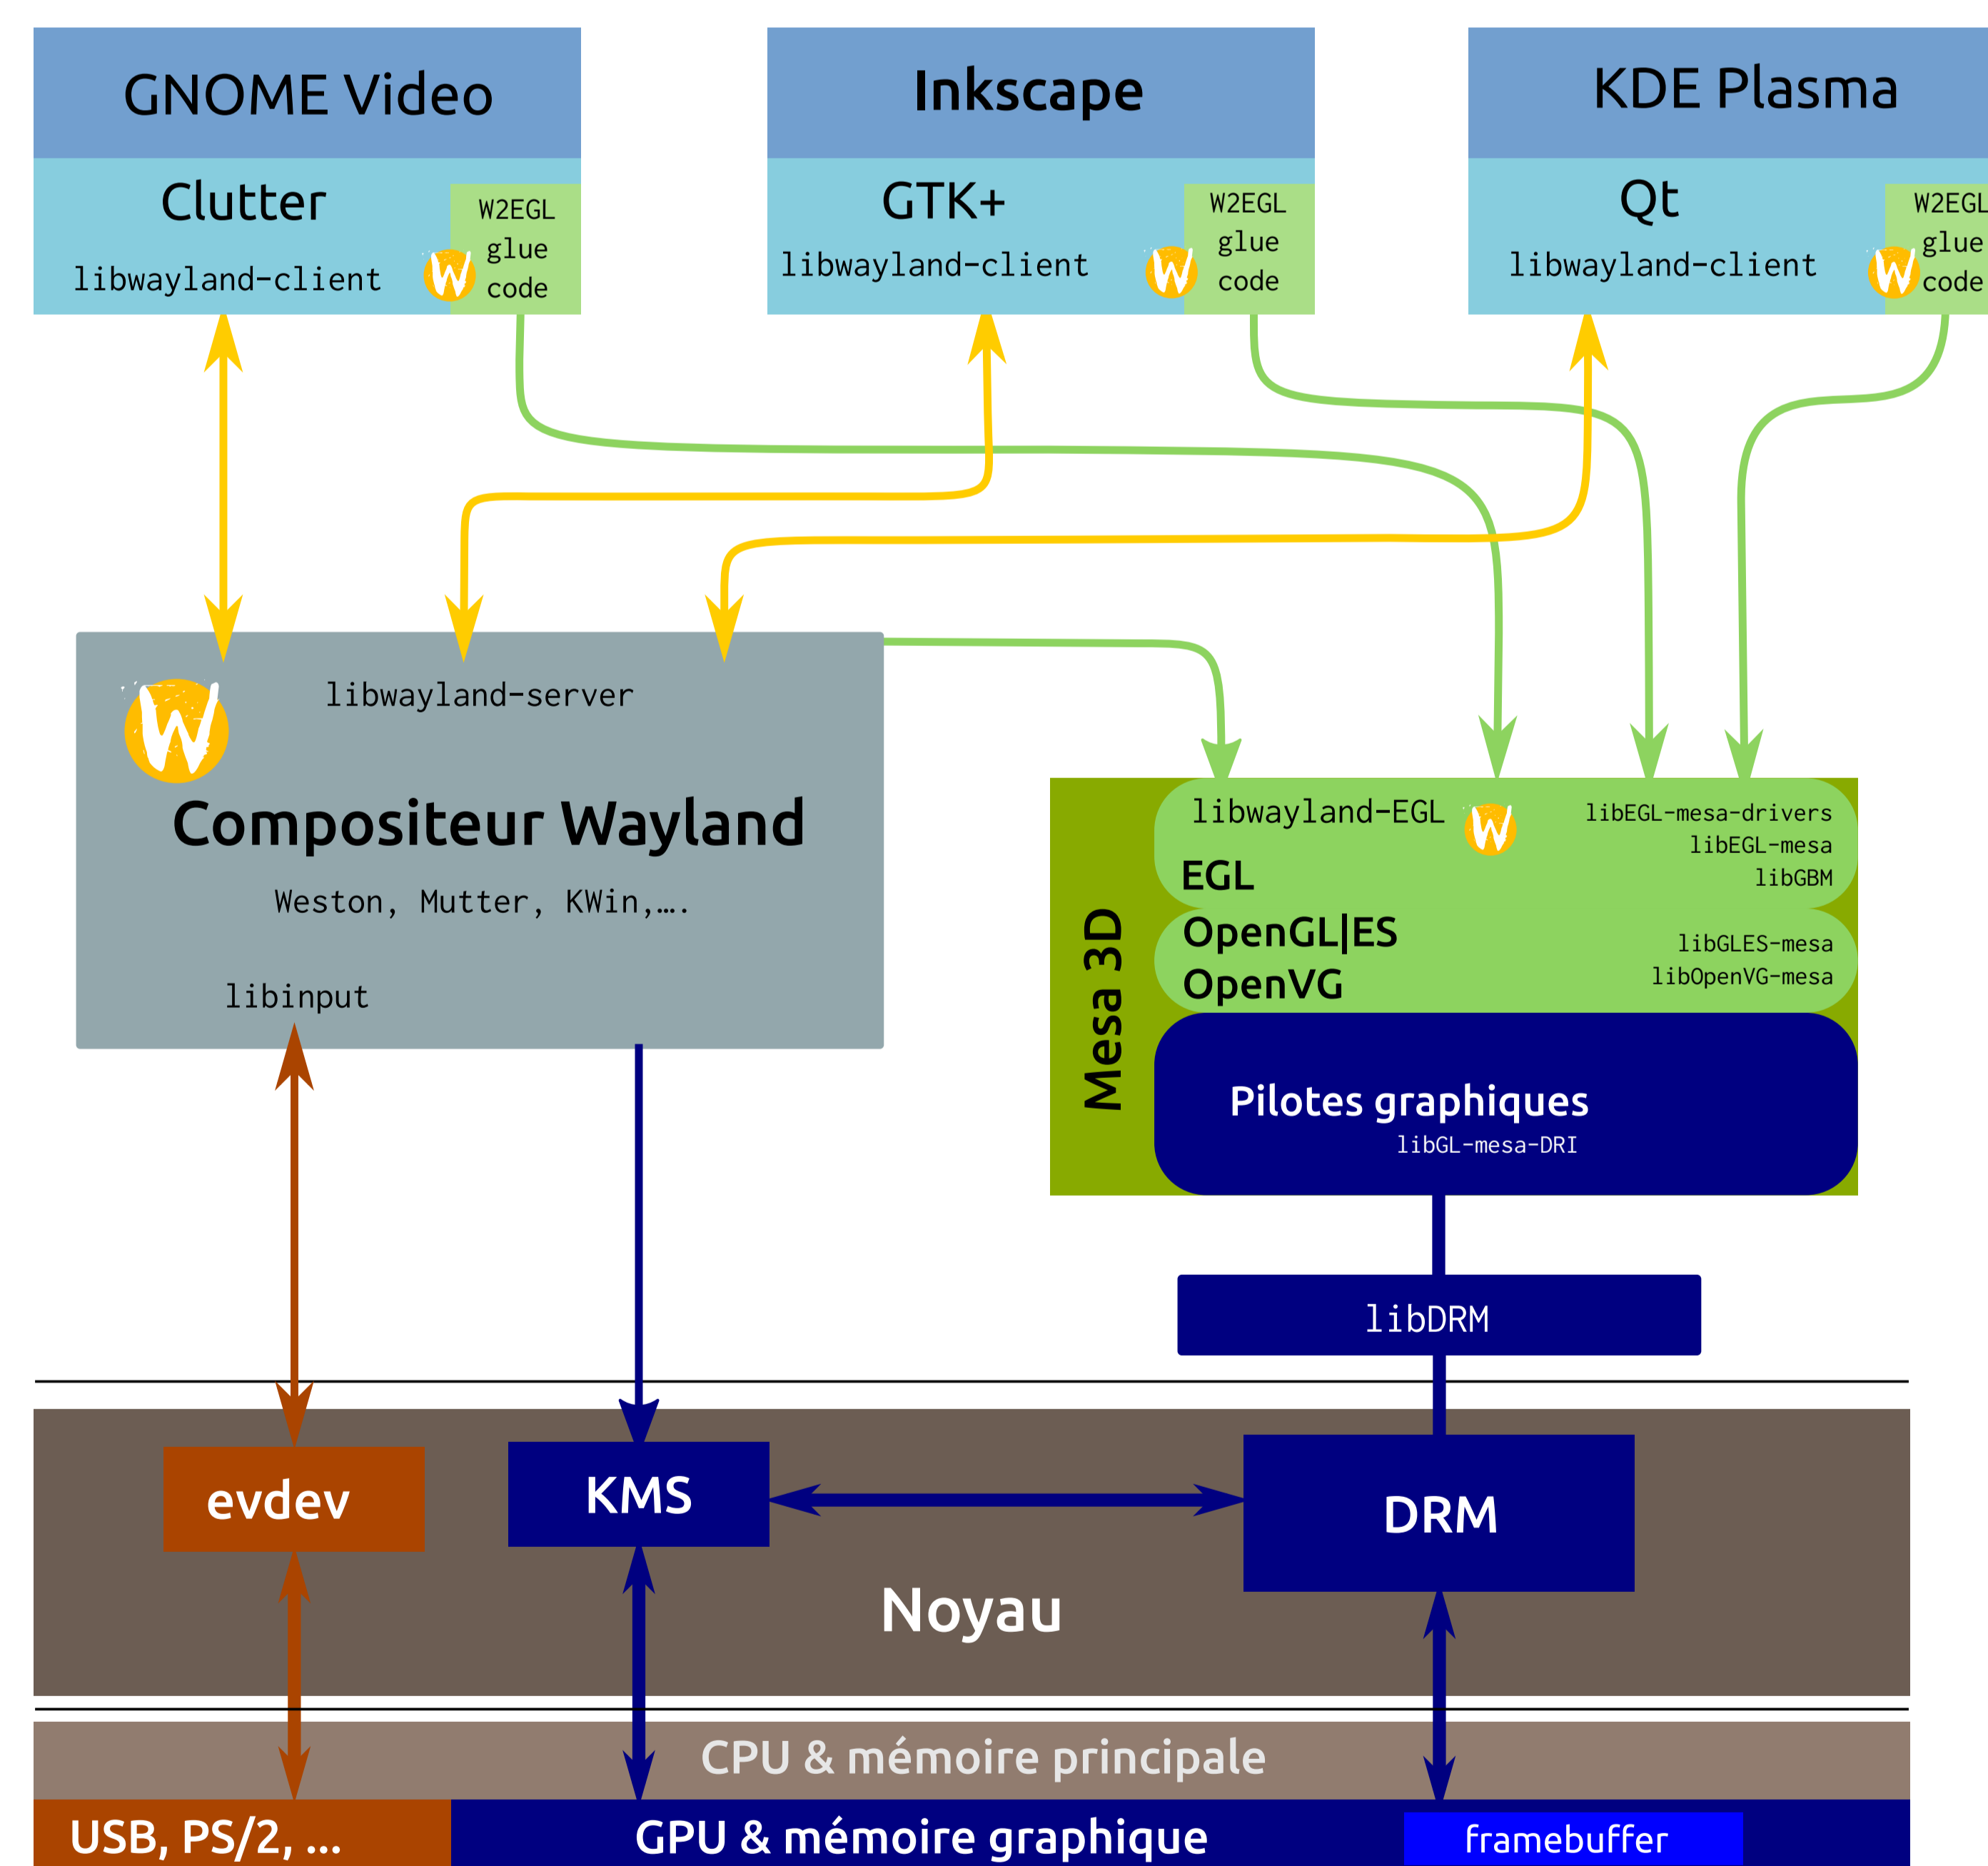 GNOME Video
Clutter
libwayland-client
W2EGL
glue
code
Inkscape
GTK+
libwayland-client
W2EGL
glue
code
KDE Plasma
Qt
libwayland-client
W2EGL
glue
code
libwayland-server
Compositeur Wayland
Weston, Mutter, KWin,...
libinput
Mesa 3D
libwayland-EGL
EGL
libEGL-mesa-drivers
libEGL-mesa
libGBM
OpenGL|ES
OpenVG
libGLES-mesa
libOpenVG-mesa
Pilotes graphiques
libGL-mesa-DRI
libDRM
evdev
KMS
DRM
Noyau
CPU & mémoire principale
USB, PS/2, ...
GPU & mémoire graphique
framebuffer